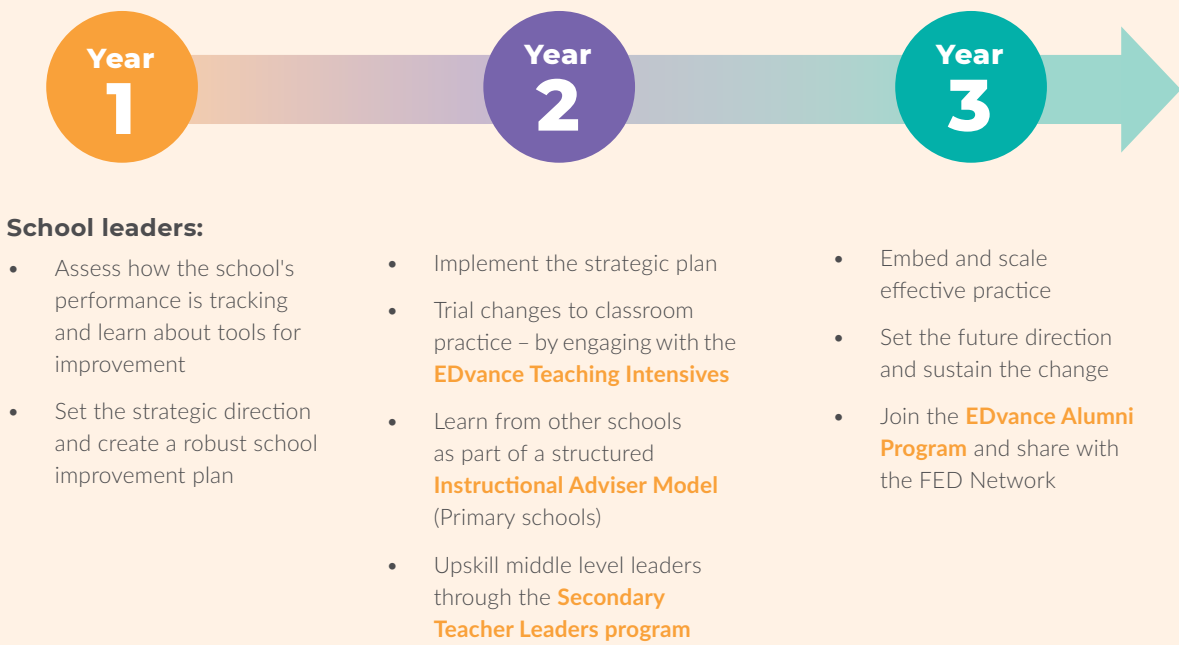 Year
1
Year
2
Year
3
School leaders:
• Assess how the school's
performance is tracking
and learn about tools for
improvement
• Set the strategic direction
and create a robust school
improvement plan
• Implement the strategic plan
• Trial changes to classroom
practice – by engaging with the
EDvance Teaching Intensives
• Learn from other schools
as part of a structured
Instructional Adviser Model
(Primary schools)
• Upskill middle level leaders
through the Secondary
Teacher Leaders program
• Embed and scale
effective practice
• Set the future direction
and sustain the change
• Join the EDvance Alumni
Program and share with
the FED Network